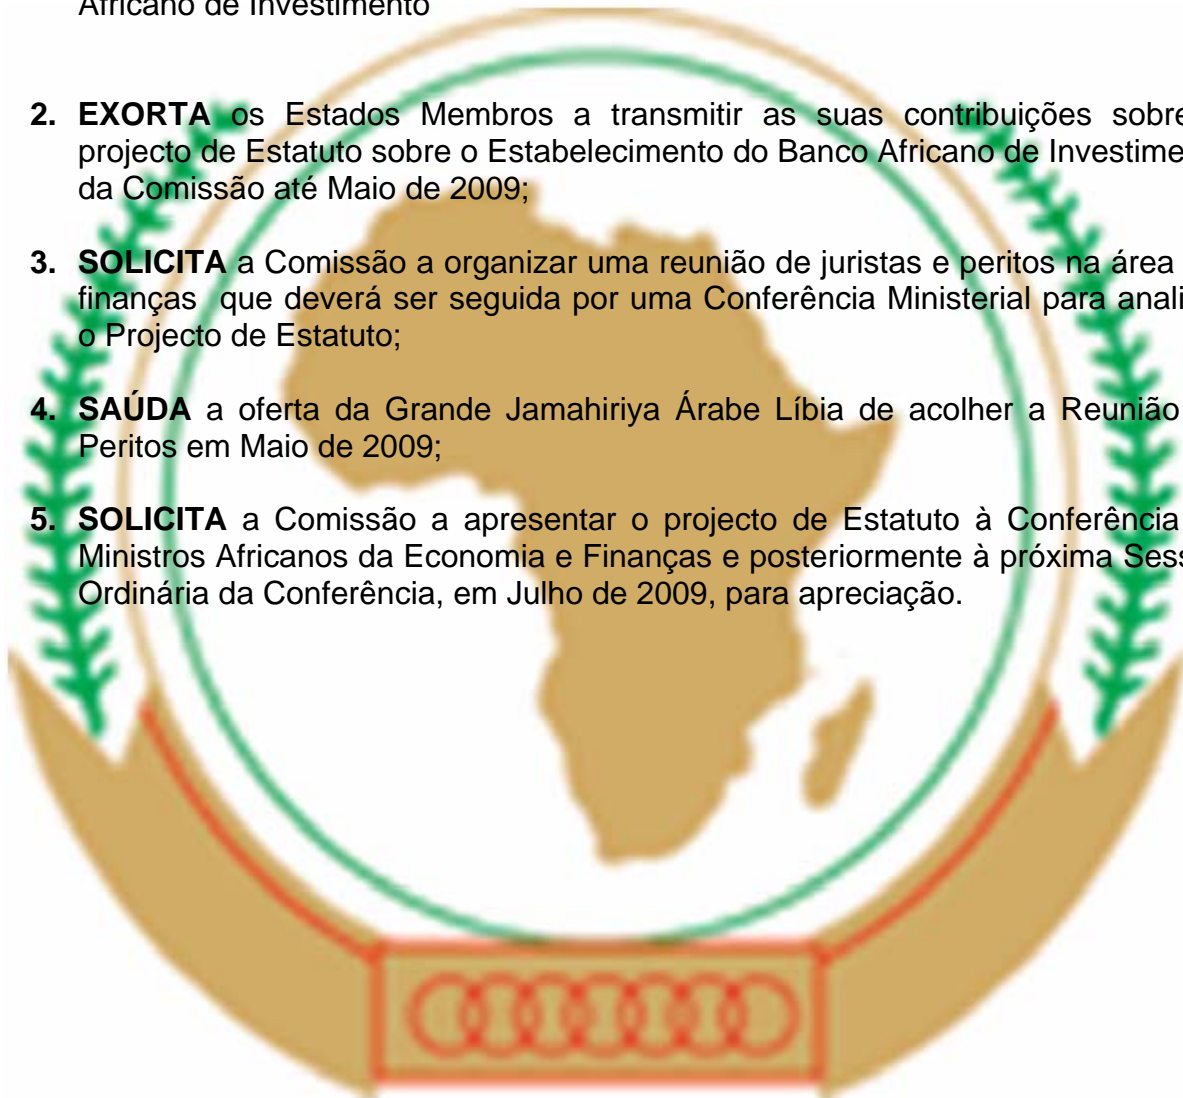 Africano de Investimento
2. EXORTA os Estados Membros a transmitir as suas contribuições sobre
projecto de Estatuto sobre o Estabelecimento do Banco Africano de Investime
da Comissão até Maio de 2009;
3. SOLICITA a Comissão a organizar uma reunião de juristas e peritos na área
finanças que deverá ser seguida por uma Conferência Ministerial para anali
o Projecto de Estatuto;
4. SAÚDA a oferta da Grande Jamahiriya Árabe Líbia de acolher a Reunião
Peritos em Maio de 2009;
5. SOLICITA a Comissão a apresentar o projecto de Estatuto à Conferência
Ministros Africanos da Economia e Finanças e posteriormente à próxima Sess
Ordinária da Conferência, em Julho de 2009, para apreciação.